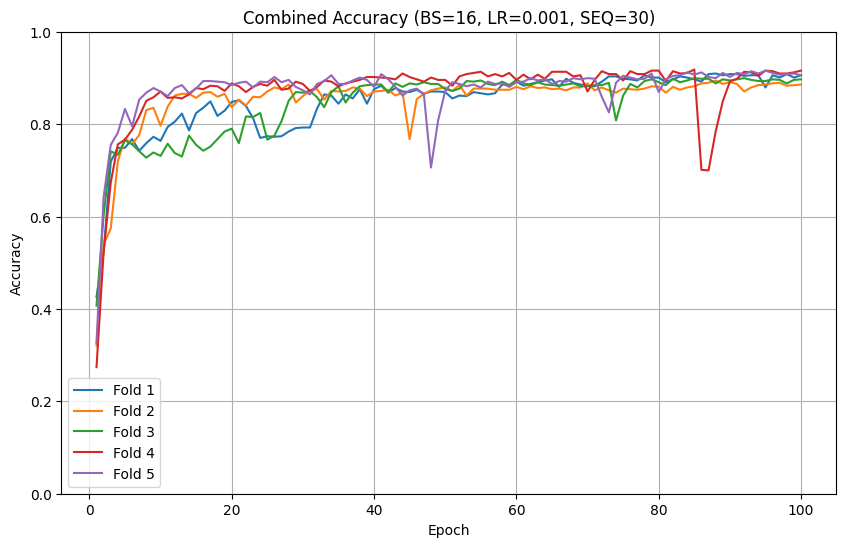 Combined Accuracy (BS=16, LR=0.001, SEQ=30)
1.0
0.8
0.6
0.4
0.2
0.0
Accuracy
Fold 1
Fold 2
Fold 3
Fold 4
Fold 5
0 20 40 60 80 100
Epoch